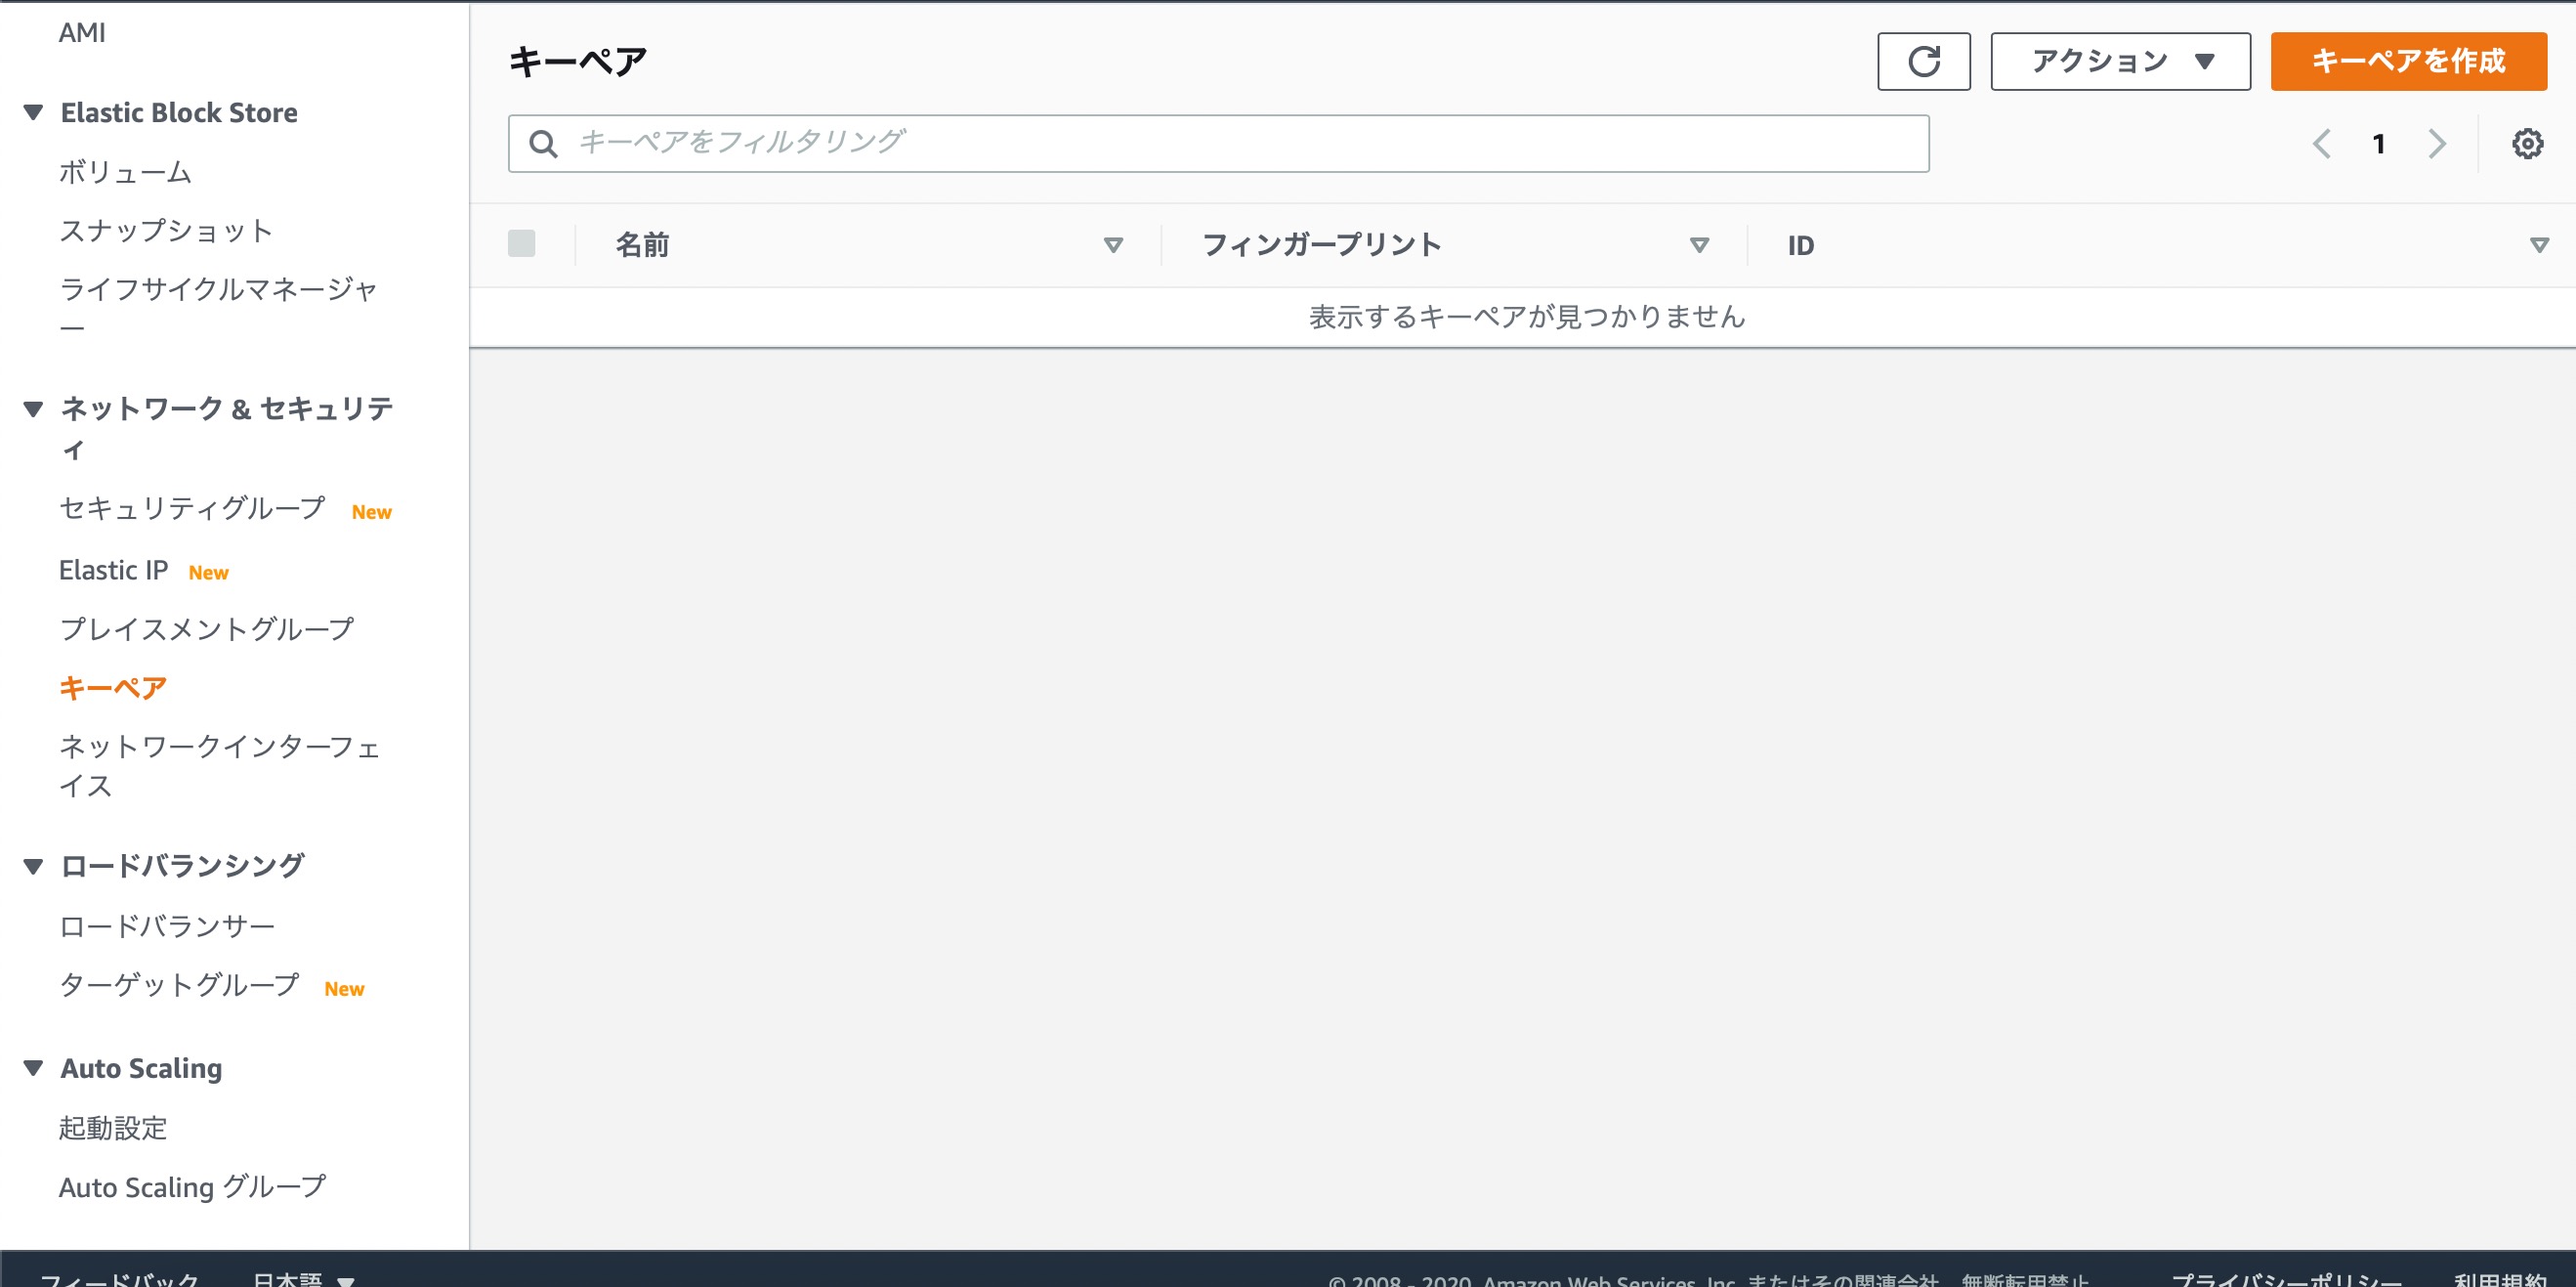 AMI
Elastic Block Store
ボリューム
スナップショット
ライフサイクルマネージャ
ー
ネットワーク & セキュリテ
ィ
セキュリティグループ New
Elastic IP New
プレイスメントグループ
キーペア
ネットワークインターフェ
イス
ロードバランシング
ロードバランサー
ターゲットグループ New
Auto Scaling
起動設定
Auto Scaling グループ
キーペア
アクション
キーペアを作成
キーペアをフィルタリング
1
名前 フィンガープリント ID
表示するキーペアが見つかりません
フィードバック 日本語 © 2008 - 2020, Amazon Web Services, Inc. またはその関連会社。無断転用禁止。 プライバシーポリシー 利用規約